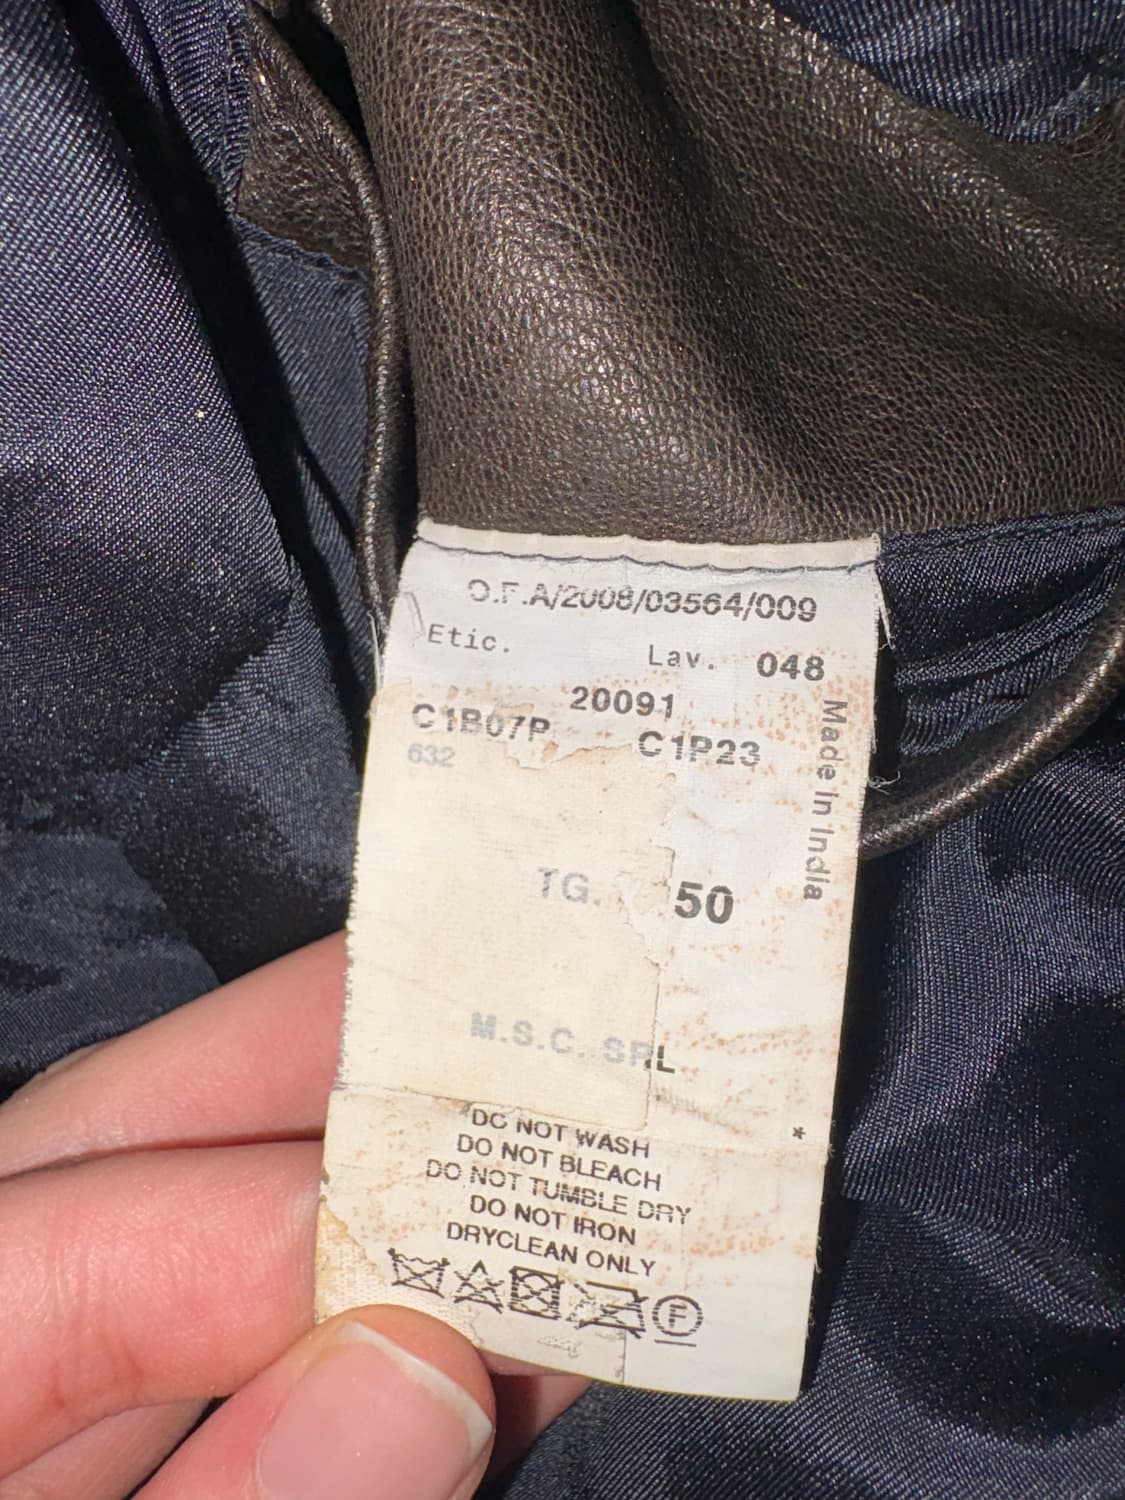 O.F.A/2008/03564/009
Etic. Lav. 048
20091
C1B07P C1P23
632
Made In India
TG. 50
M.S.C. SRL
*
DO NOT WASH
DO NOT BLEACH
DO NOT TUMBLE DRY
DO NOT IRON
DRYCLEAN ONLY
F